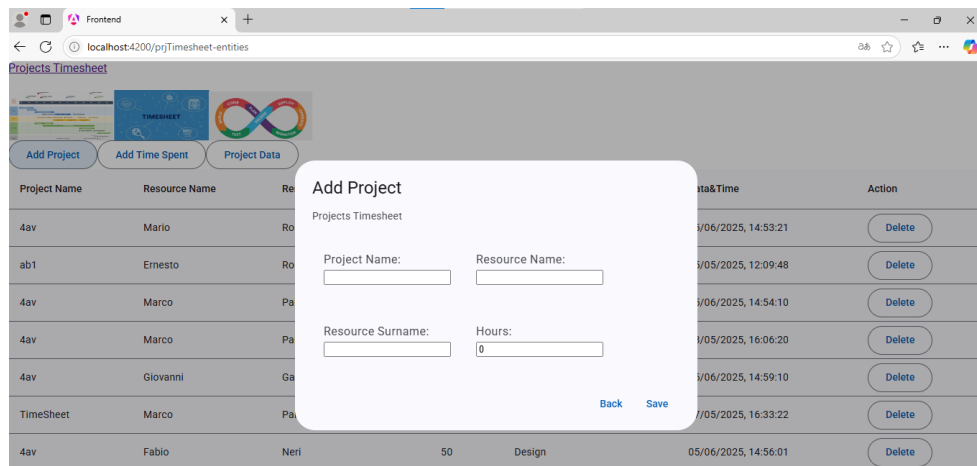 Frontend
localhost:4200/prjTimesheet-entities
Projects Timesheet
TIMESHEET
Add Project
Add Time Spent
Project Data
Project Name Resource Name Re ata&Time Action
4av Mario Ro 5/06/2025, 14:53:21 Delete
ab1 Ernesto Ro 5/05/2025, 12:09:48 Delete
4av Marco Pa 5/06/2025, 14:54:10 Delete
4av Marco Pa /05/2025, 16:06:20 Delete
4av Giovanni Ga 5/06/2025, 14:59:10 Delete
TimeSheet Marco Pa 7/05/2025, 16:33:22 Delete
4av Fabio Neri 50 Design 05/06/2025, 14:56:01 Delete
Add Project
Projects Timesheet
Project Name: Resource Name:
Resource Surname: Hours:
0
Back Save